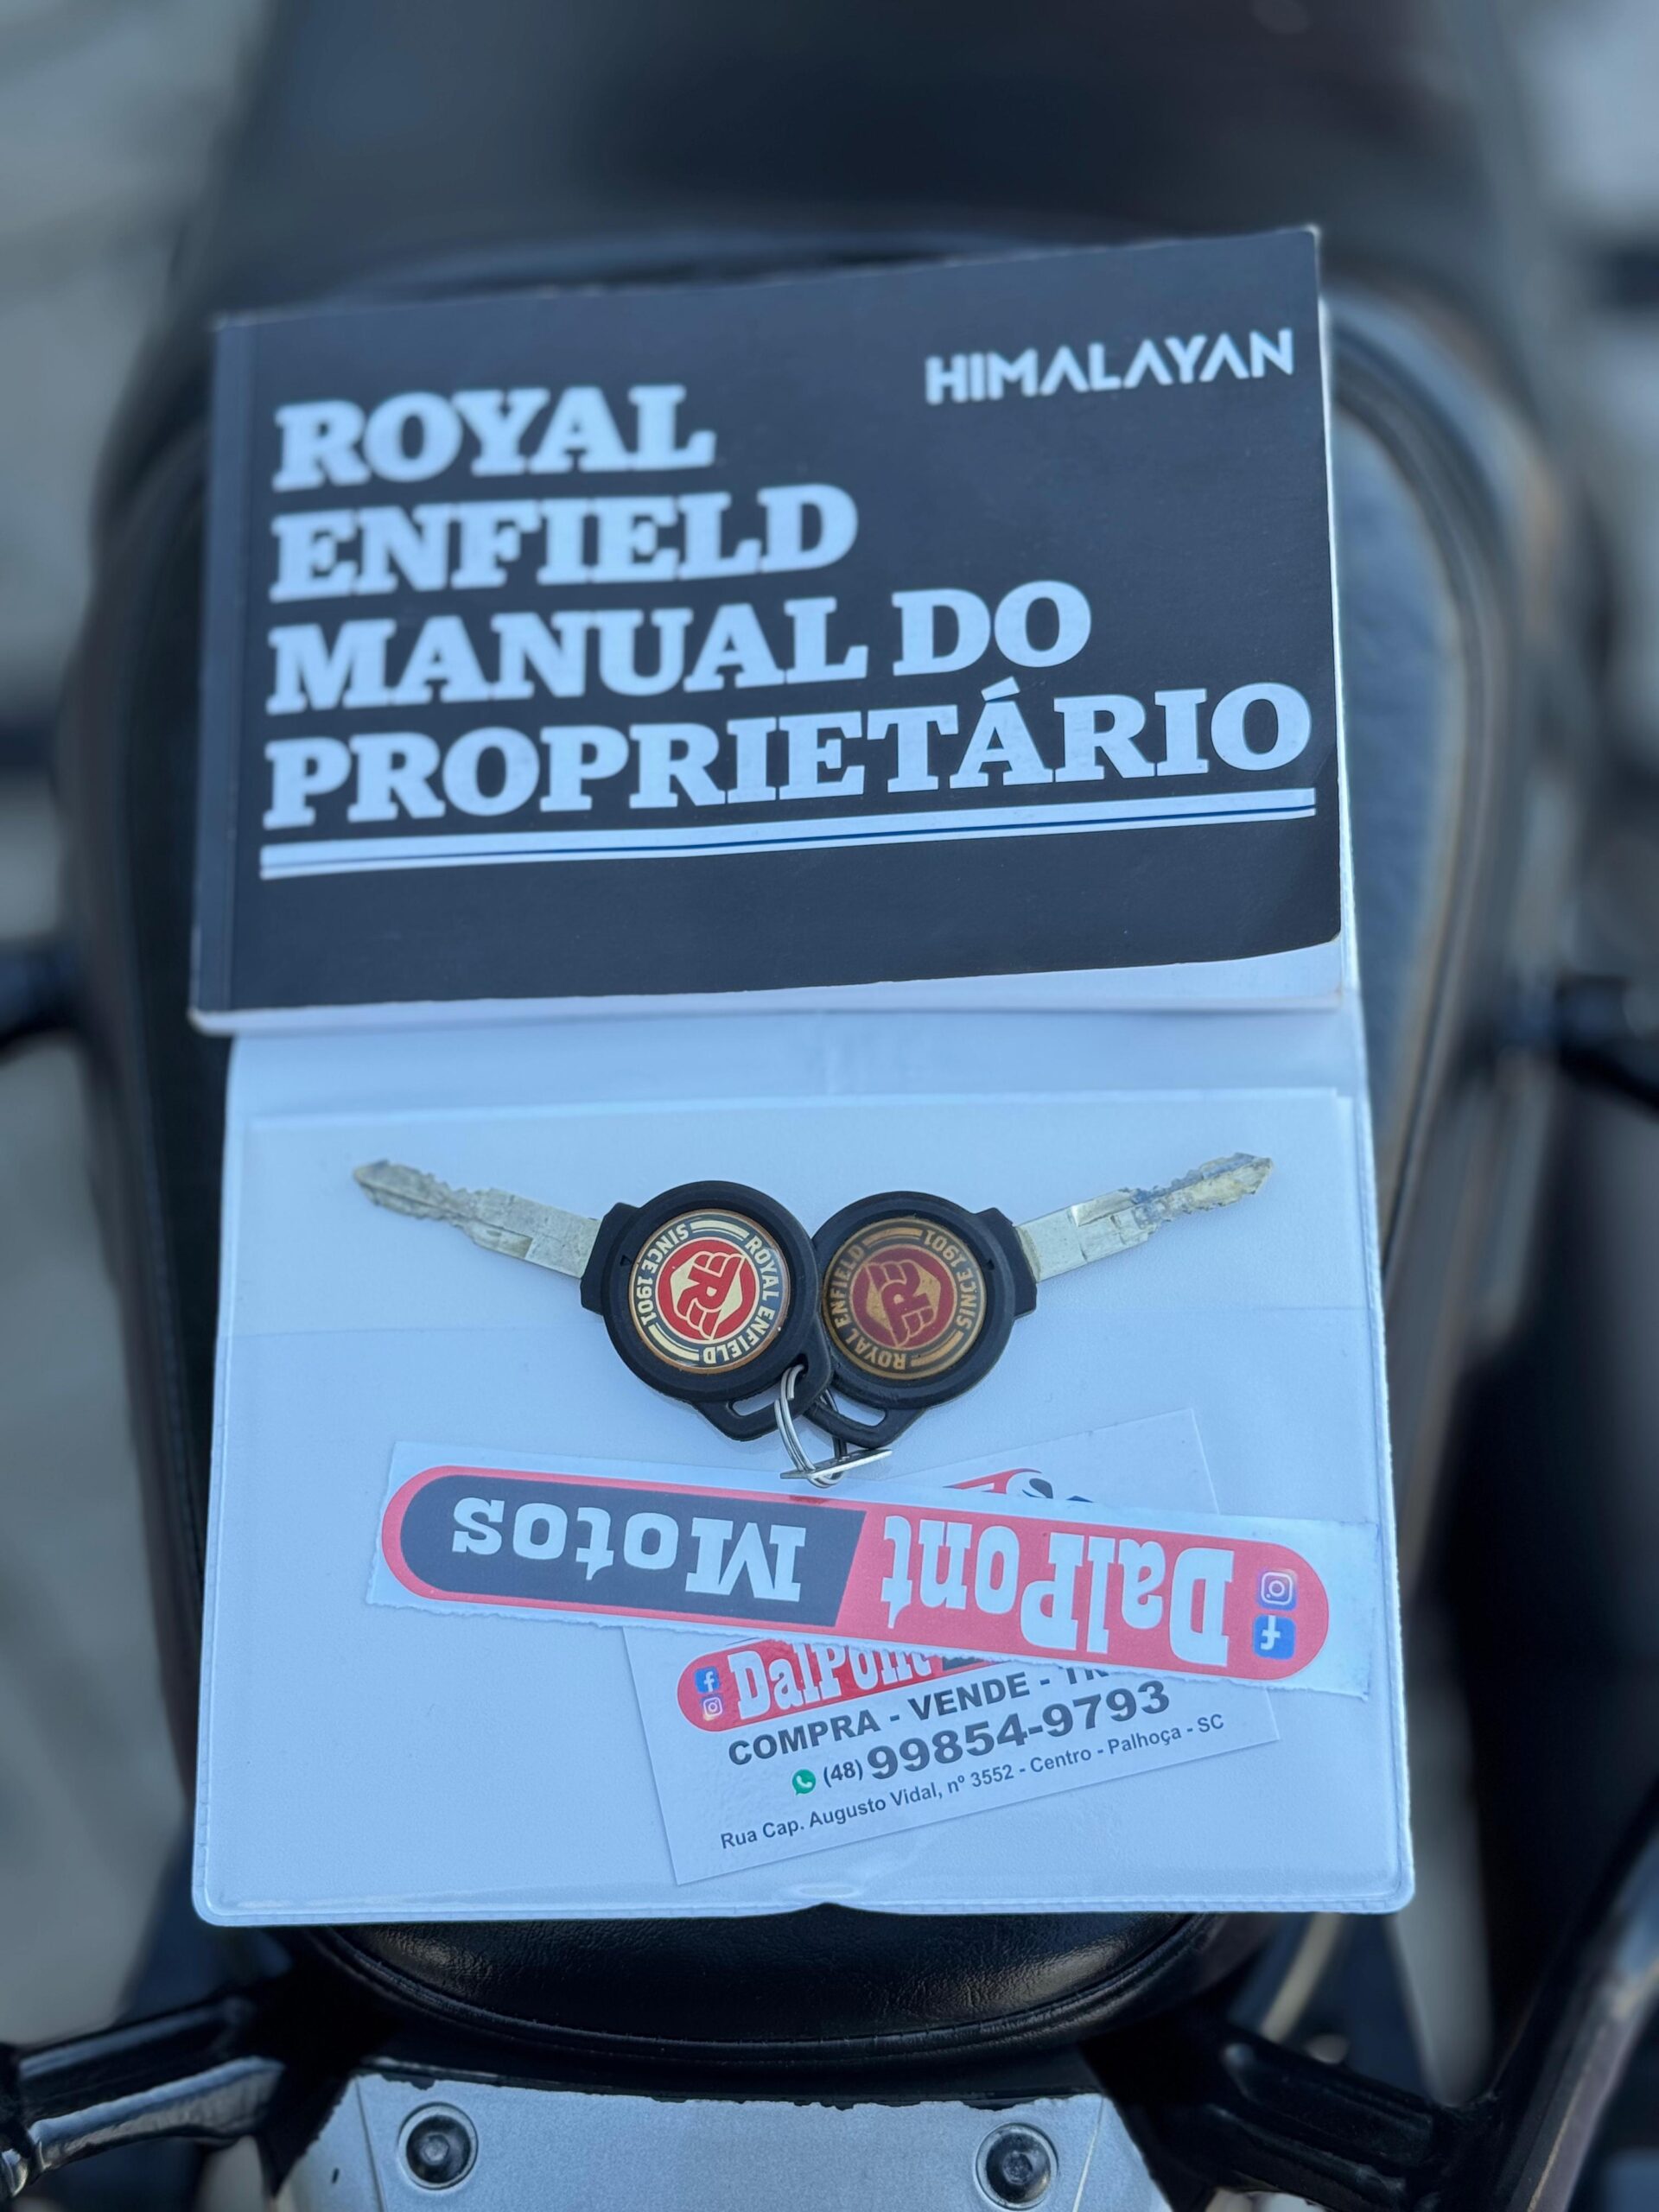 HIMALAYAN
ROYAL
ENFIELD
MANUAL DO
PROPRIETÁRIO
ROYAL ENFIELD
SINCE 1901
R
ROYAL ENFIELD
SINCE 1901
R
DalPont Motos
DalPont
COMPRA - VENDE -
(48) 99854-9793
Rua Cap. Augusto Vidal, nº 3552 - Centro - Palhoça - SC